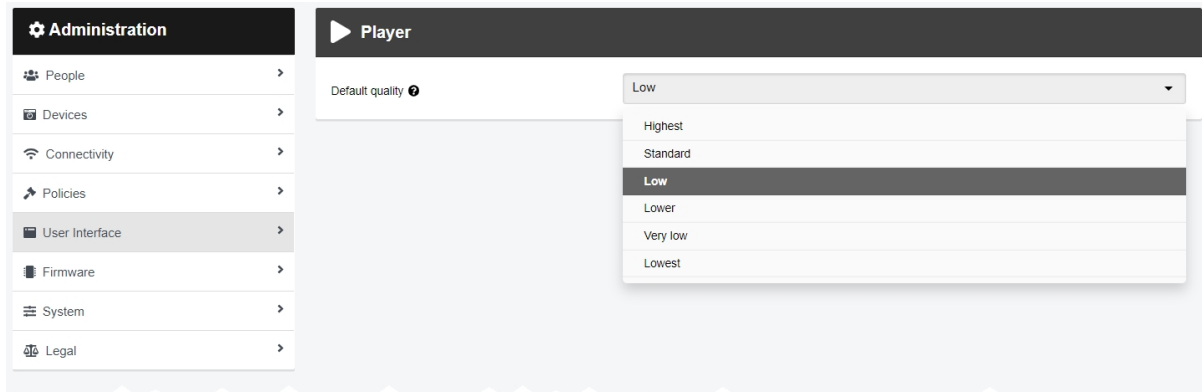 Administration
People
Devices
Connectivity
Policies
User Interface
Firmware
System
Legal
Player
Default quality
Low
Highest
Standard
Low
Lower
Very low
Lowest